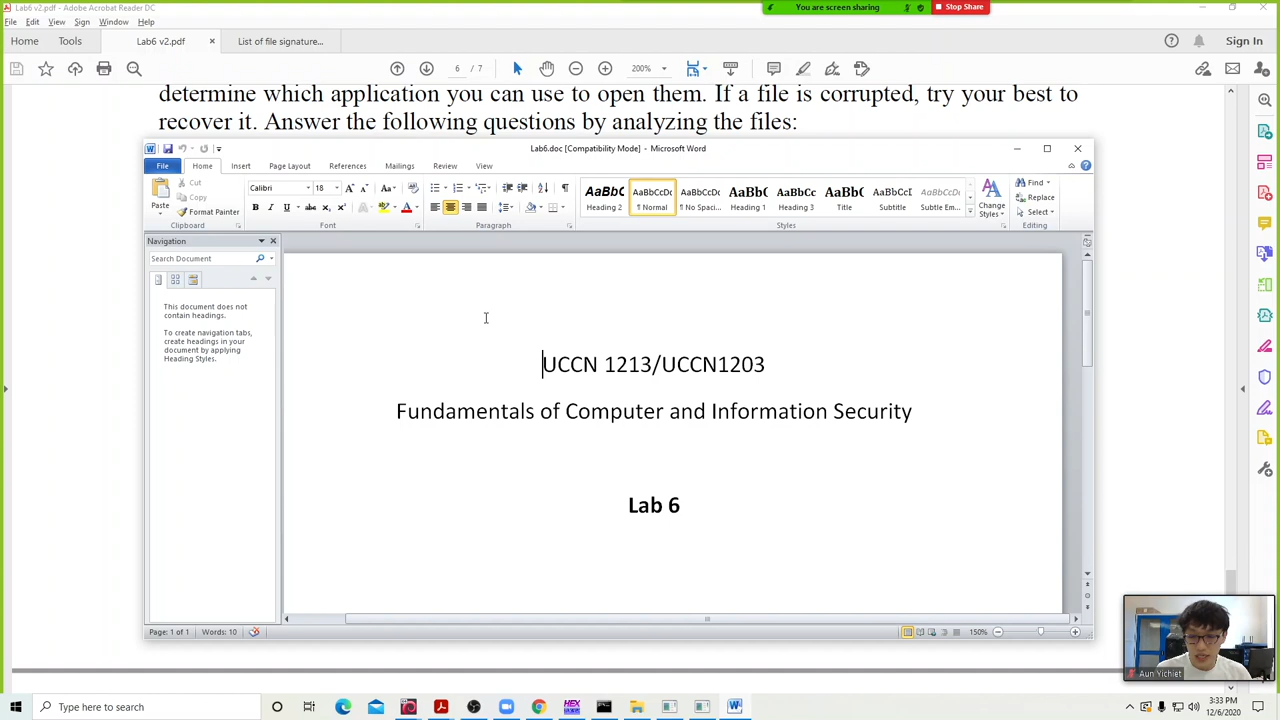 Lab6 v2.pdf - Adobe Acrobat Reader DC
You are screen sharing
Stop Share
File Edit View Sign Window Help
Home Tools Lab6 v2.pdf × List of file signature...
Sign In
6 / 7 200%
determine which application you can use to open them. If a file is corrupted, try your best to
recover it. Answer the following questions by analyzing the files:
Lab6.doc [Compatibility Mode] - Microsoft Word
File Home Insert Page Layout References Mailings Review View
Paste Cut Copy Format Painter
Calibri 18
AaBbC AaBbCcDc AaBbCcDc AaBb( AaBbCc AaBb( AaBbCcI AaBbCcDc
Heading 2 ¶ Normal ¶ No Spaci... Heading 1 Heading 3 Title Subtitle Subtle Em...
Change Styles
Find Replace Select
Clipboard Font Paragraph Styles Editing
Navigation
Search Document
This document does not
contain headings.
To create navigation tabs,
create headings in your
document by applying
Heading Styles.
UCCN 1213/UCCN1203
Fundamentals of Computer and Information Security
Lab 6
Page: 1 of 1 Words: 10
150%
Aun Yichiet
Type here to search
HEX
3:33 PM
12/6/2020